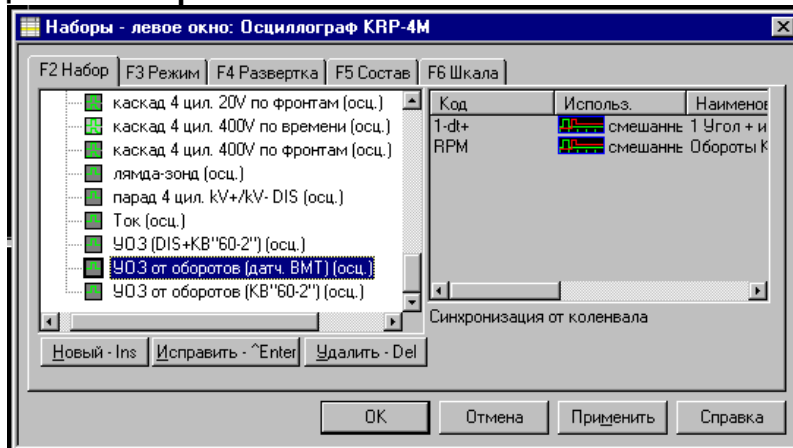 Наборы - левое окно: Осциллограф KRP-4M
F2 Набор F3 Режим F4 Развертка F5 Состав F6 Шкала
каскад 4 цил. 20V по фронтам (осц.)
каскад 4 цил. 400V по времени (осц.)
каскад 4 цил. 400V по фронтам (осц.)
лямда-зонд (осц.)
парад 4 цил. kV+/kV- DIS (осц.)
Ток (осц.)
УОЗ (DIS+КВ"60-2") (осц.)
УОЗ от оборотов (датч. ВМТ) (осц.)
УОЗ от оборотов (КВ"60-2") (осц.)
Код Использ. Наименов
1-dt+ смешаннь 1 Угол + и
RPM смешаннь Обороты К
Синхронизация от коленвала
Новый - Ins Исправить - ^Enter Удалить - Del
OK Отмена Применить Справка